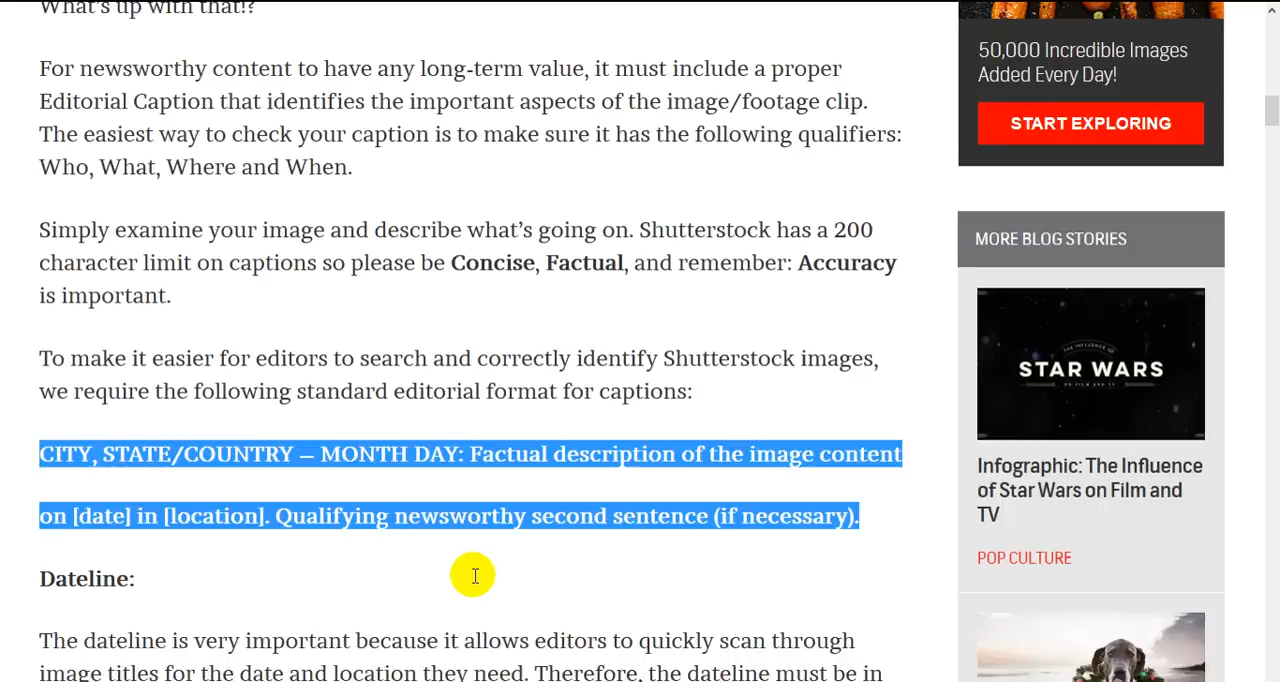 What's up with that!?
For newsworthy content to have any long-term value, it must include a proper
Editorial Caption that identifies the important aspects of the image/footage clip.
The easiest way to check your caption is to make sure it has the following qualifiers:
Who, What, Where and When.
Simply examine your image and describe what's going on. Shutterstock has a 200
character limit on captions so please be Concise, Factual, and remember: Accuracy
is important.
To make it easier for editors to search and correctly identify Shutterstock images,
we require the following standard editorial format for captions:
CITY, STATE/COUNTRY – MONTH DAY: Factual description of the image content
on [date] in [location]. Qualifying newsworthy second sentence (if necessary).
Dateline:
The dateline is very important because it allows editors to quickly scan through
image titles for the date and location they need. Therefore, the dateline must be in
50,000 Incredible Images
Added Every Day!
START EXPLORING
MORE BLOG STORIES
THE INFLUENCE OF
STAR WARS
ON FILM AND TV
Infographic: The Influence
of Star Wars on Film and
TV
POP CULTURE